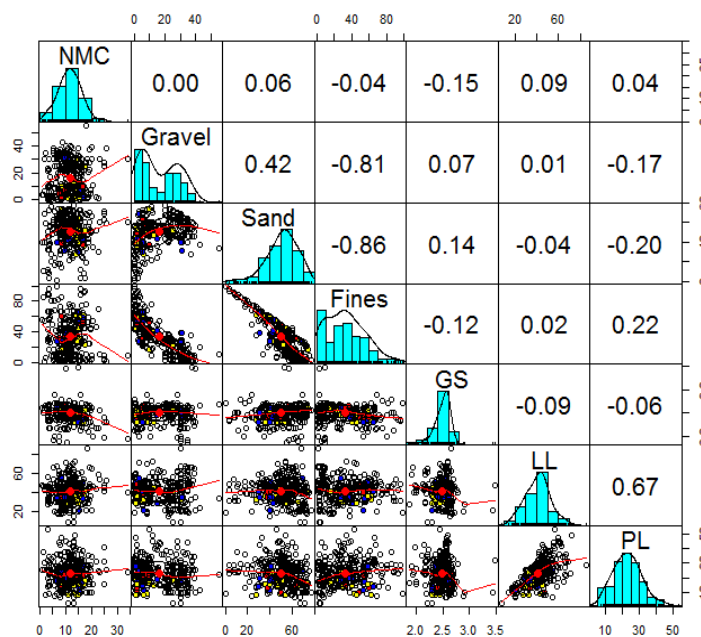 0 20 40 0 40 80 20 60
NMC 0.00 0.06 -0.04 -0.15 0.09 0.04
0 20 40
Gravel 0.42 -0.81 0.07 0.01 -0.17
Sand -0.86 0.14 -0.04 -0.20
0 40 80
Fines -0.12 0.02 0.22
GS -0.09 -0.06
20 60
LL 0.67
PL
0 10 20 30 0 60 2.0 2.5 3.0 3.5 10 30 50